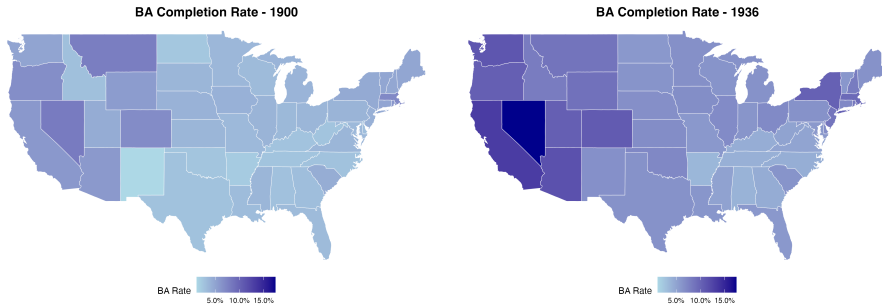 BA Completion Rate - 1900
BA Completion Rate - 1936
BA Rate
5.0% 10.0% 15.0%
BA Rate
5.0% 10.0% 15.0%